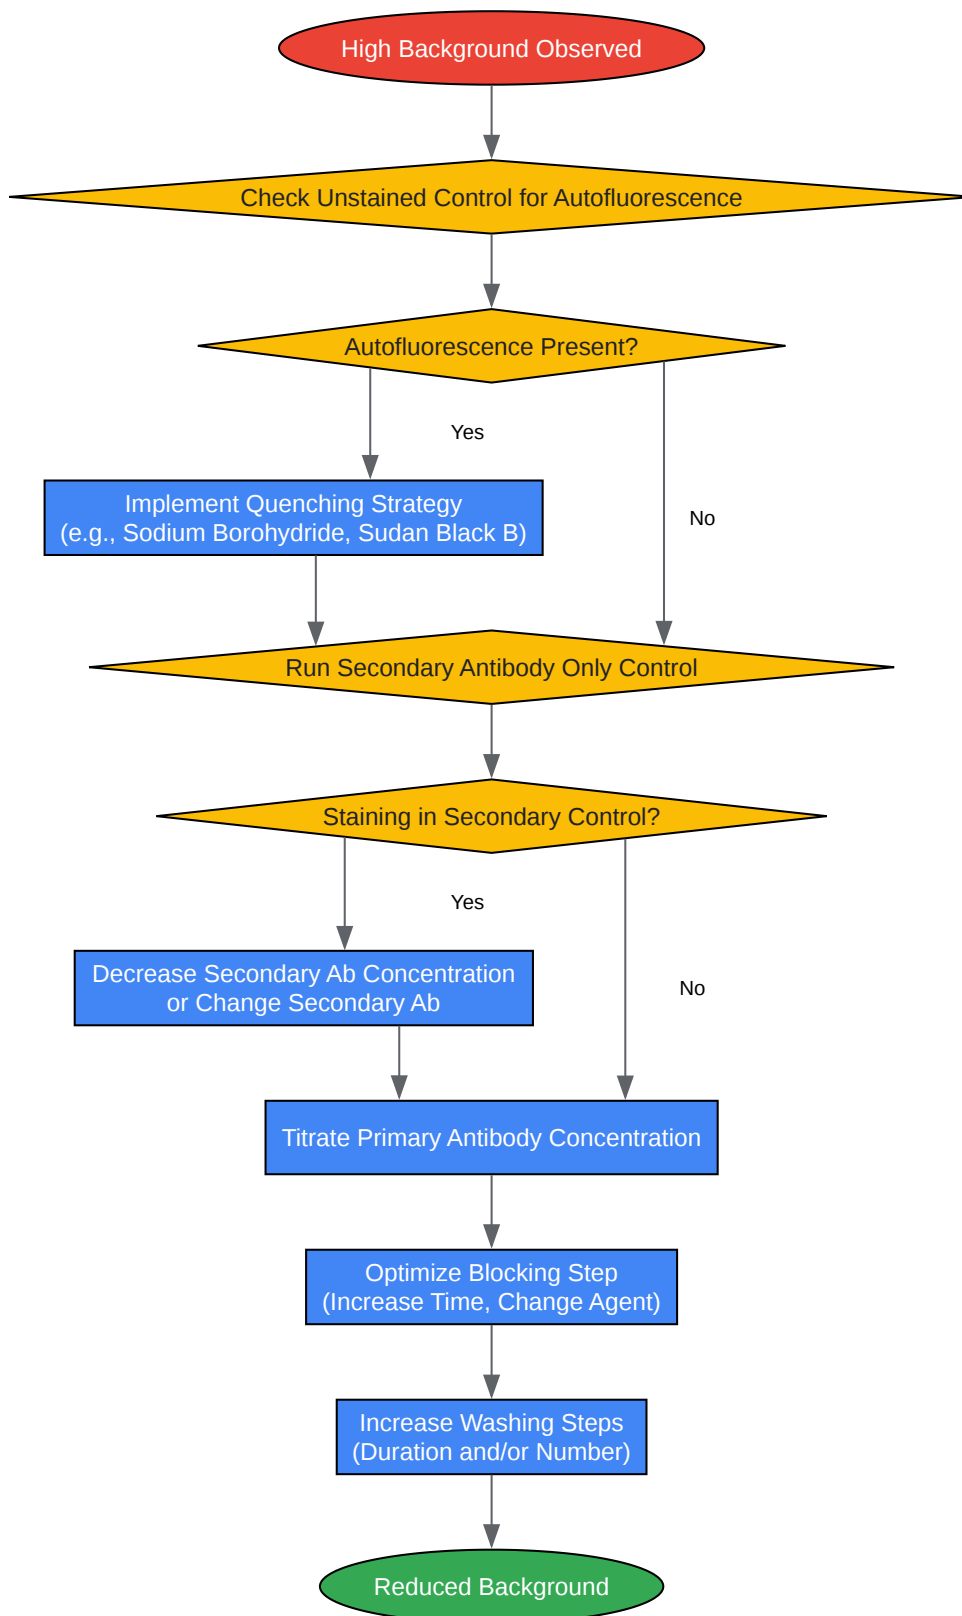 High Background Observed
Check Unstained Control for Autofluorescence
Autofluorescence Present?
Yes
Implement Quenching Strategy
(e.g., Sodium Borohydride, Sudan Black B)
No
Run Secondary Antibody Only Control
Staining in Secondary Control?
Yes
Decrease Secondary Ab Concentration
or Change Secondary Ab
No
Titrate Primary Antibody Concentration
Optimize Blocking Step
(Increase Time, Change Agent)
Increase Washing Steps
(Duration and/or Number)
Reduced Background